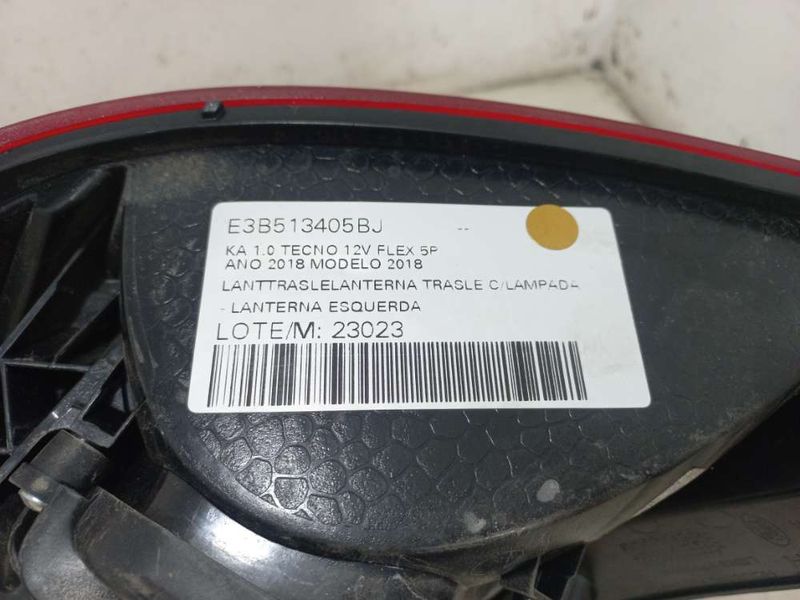 E3B513405BJ --
KA 1.0 TECNO 12V FLEX 5P
ANO 2018 MODELO 2018
LANTTRASLELANTERNA TRASLE C/LAMPADA
- LANTERNA ESQUERDA
LOTE/M: 23023